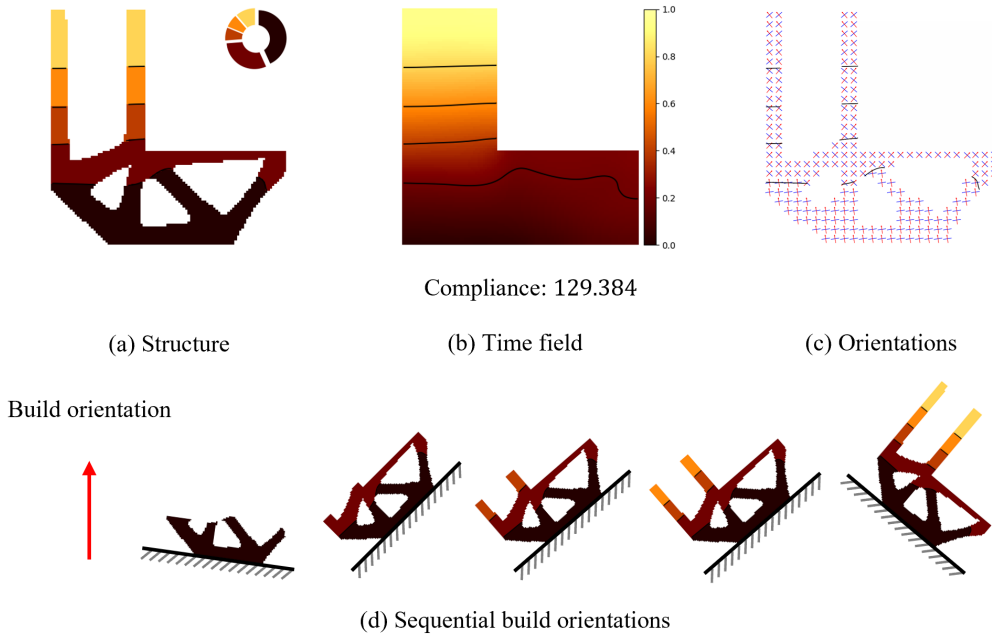 1.0
0.8
0.6
0.4
0.2
0.0
Compliance: 129.384
(a) Structure
(b) Time field
(c) Orientations
Build orientation
(d) Sequential build orientations